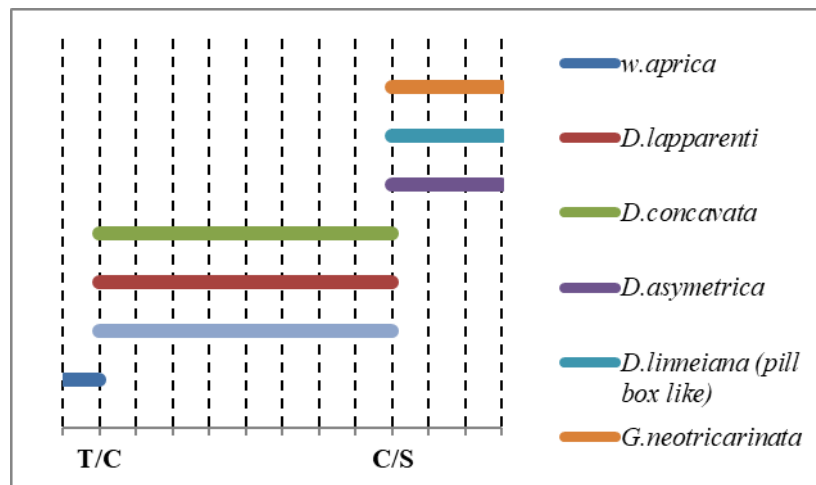 w.aprica
D.lapparenti
D.concavata
D.asymetrica
D.linneiana (pill
box like)
G.neotricarinata
T/C C/S